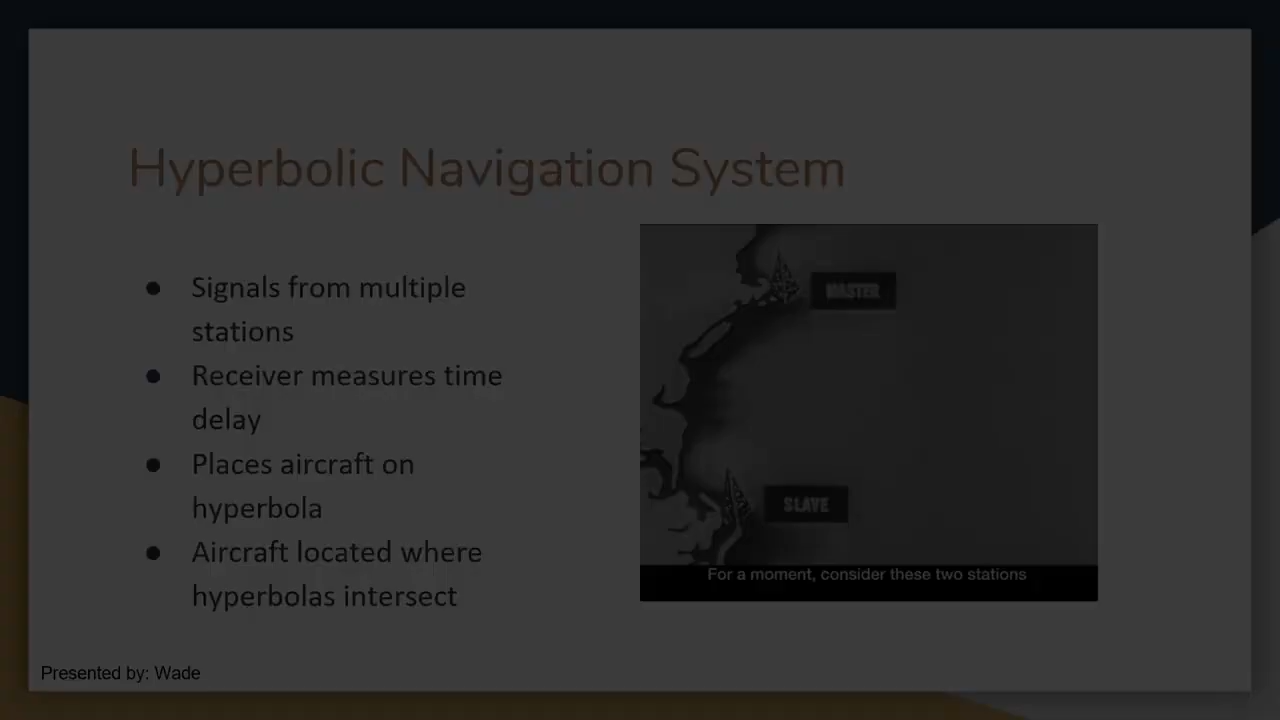 Hyperbolic Navigation System
● Signals from multiple
stations
● Receiver measures time
delay
● Places aircraft on
hyperbola
● Aircraft located where
hyperbolas intersect
MASTER
SLAVE
For a moment, consider these two stations
Presented by: Wade